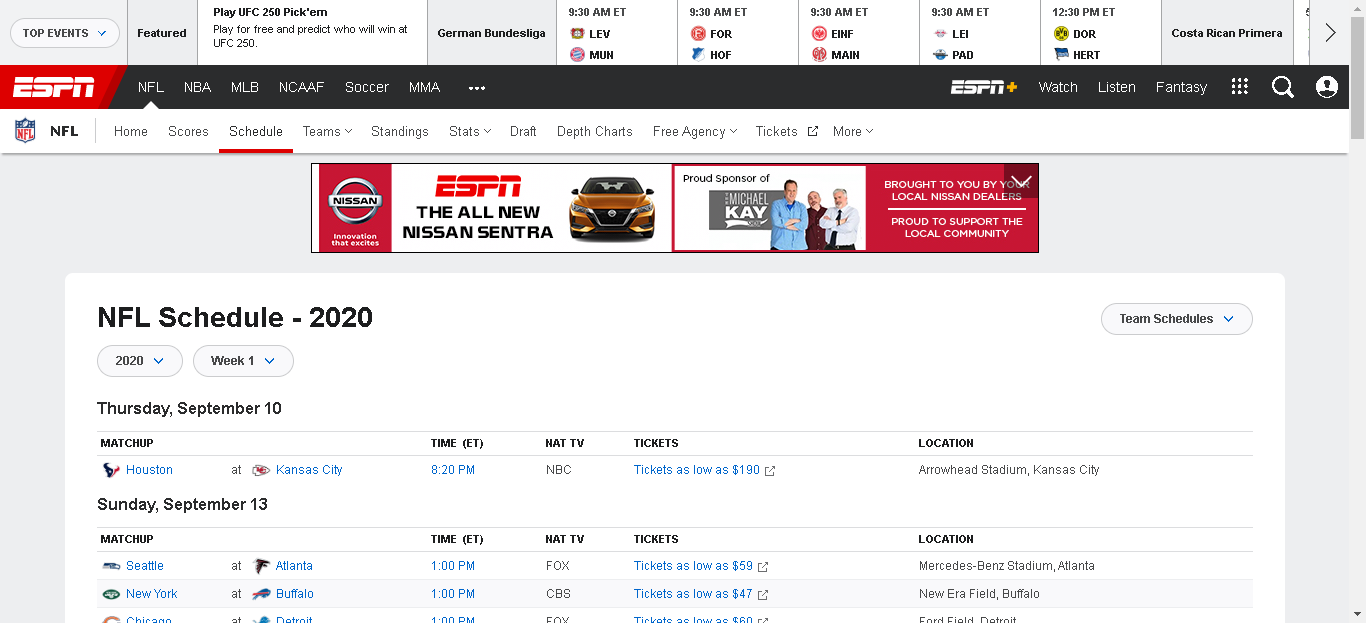 TOP EVENTS
Featured
Play UFC 250 Pick'em
Play for free and predict who will win at
UFC 250.
German Bundesliga
9:30 AM ET
LEV
MUN
9:30 AM ET
FOR
HOF
9:30 AM ET
EINF
MAIN
9:30 AM ET
LEI
PAD
12:30 PM ET
DOR
HERT
Costa Rican Primera
ESPN NFL NBA MLB NCAAF Soccer MMA ESPN+ Watch Listen Fantasy
NFL NFL Home Scores Schedule Teams Standings Stats Draft Depth Charts Free Agency Tickets More
NISSAN
Innovation
that excites
ESPN
THE ALL NEW
NISSAN SENTRA
Proud Sponsor of
THE MICHAEL
KAY
BROUGHT TO YOU BY YOUR
LOCAL NISSAN DEALERS
PROUD TO SUPPORT THE
LOCAL COMMUNITY
NFL Schedule - 2020
Team Schedules
2020 Week 1
Thursday, September 10
MATCHUP TIME (ET) NAT TV TICKETS LOCATION
Houston at Kansas City 8:20 PM NBC Tickets as low as $190 Arrowhead Stadium, Kansas City
Sunday, September 13
MATCHUP TIME (ET) NAT TV TICKETS LOCATION
Seattle at Atlanta 1:00 PM FOX Tickets as low as $59 Mercedes-Benz Stadium, Atlanta
New York at Buffalo 1:00 PM CBS Tickets as low as $47 New Era Field, Buffalo
Chicago at Detroit 1:00 PM FOX Tickets as low as $60 Ford Field, Detroit